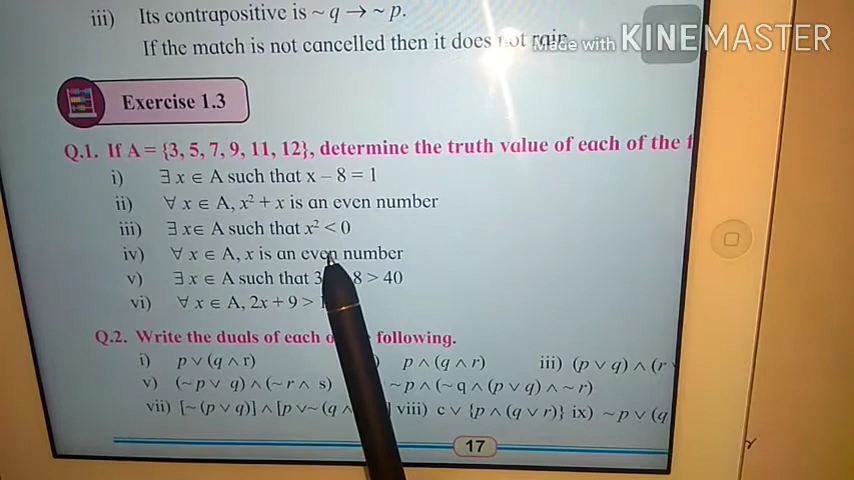 iii) Its contrapositive is ~ q → ~ p.
If the match is not cancelled then it does not rain
Made with KINEMASTER
Exercise 1.3
Q.1. If A = {3, 5, 7, 9, 11, 12}, determine the truth value of each of the
i) ∃ x ∈ A such that x – 8 = 1
ii) ∀ x ∈ A, x² + x is an even number
iii) ∃ x∈ A such that x² < 0
iv) ∀ x ∈ A, x is an even number
v) ∃ x ∈ A such that 3 8 > 40
vi) ∀ x ∈ A, 2x + 9 >
Q.2. Write the duals of each following.
i) p ∨ (q ∧ r) ) p ∧ (q ∧ r) iii) (p ∨ q) ∧ (r
v) (~p ∨ q) ∧ (~r ∧ s) ~p ∧ (~q ∧ (p ∨ q) ∧ ~ r)
vii) [~ (p ∨ q)] ∧ [p ∨~ (q ∧ ] viii) c ∨ {p ∧ (q ∨ r)} ix) ~p ∨ (q
17